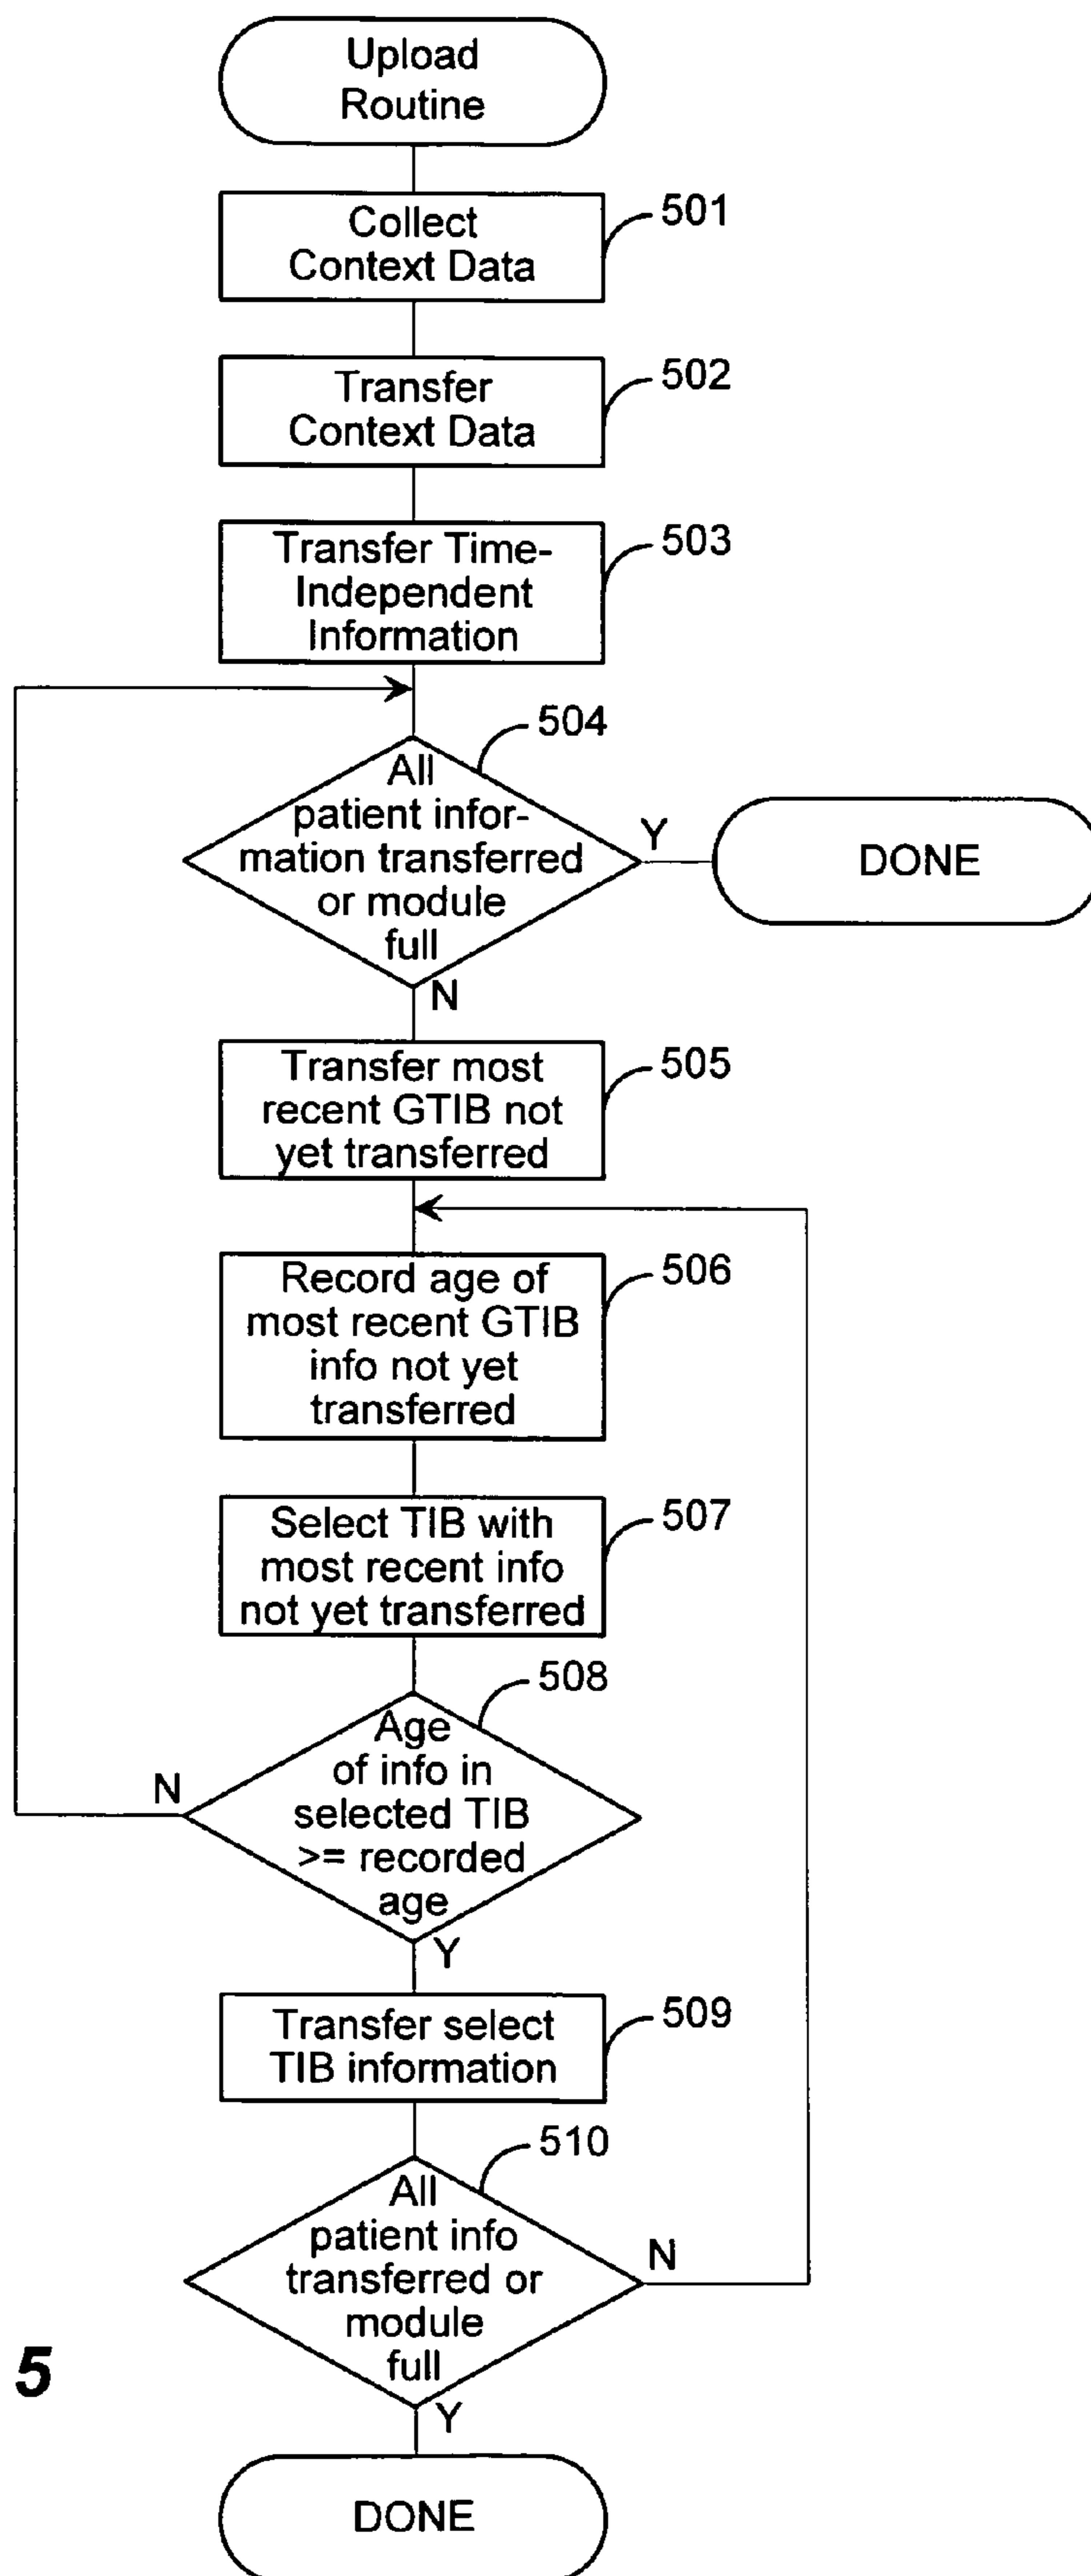 Upload
Routine
Collect
Context Data
501
Transfer
Context Data
502
Transfer Time-
Independent
Information
503
504
All
patient infor-
mation transferred
or module
full
Y
DONE
N
Transfer most
recent GTIB not
yet transferred
505
Record age of
most recent GTIB
info not yet
transferred
506
Select TIB with
most recent info
not yet transferred
507
508
Age
of info in
selected TIB
>= recorded
age
N
Y
Transfer select
TIB information
509
510
All
patient info
transferred or
module
full
N
5
Y
DONE